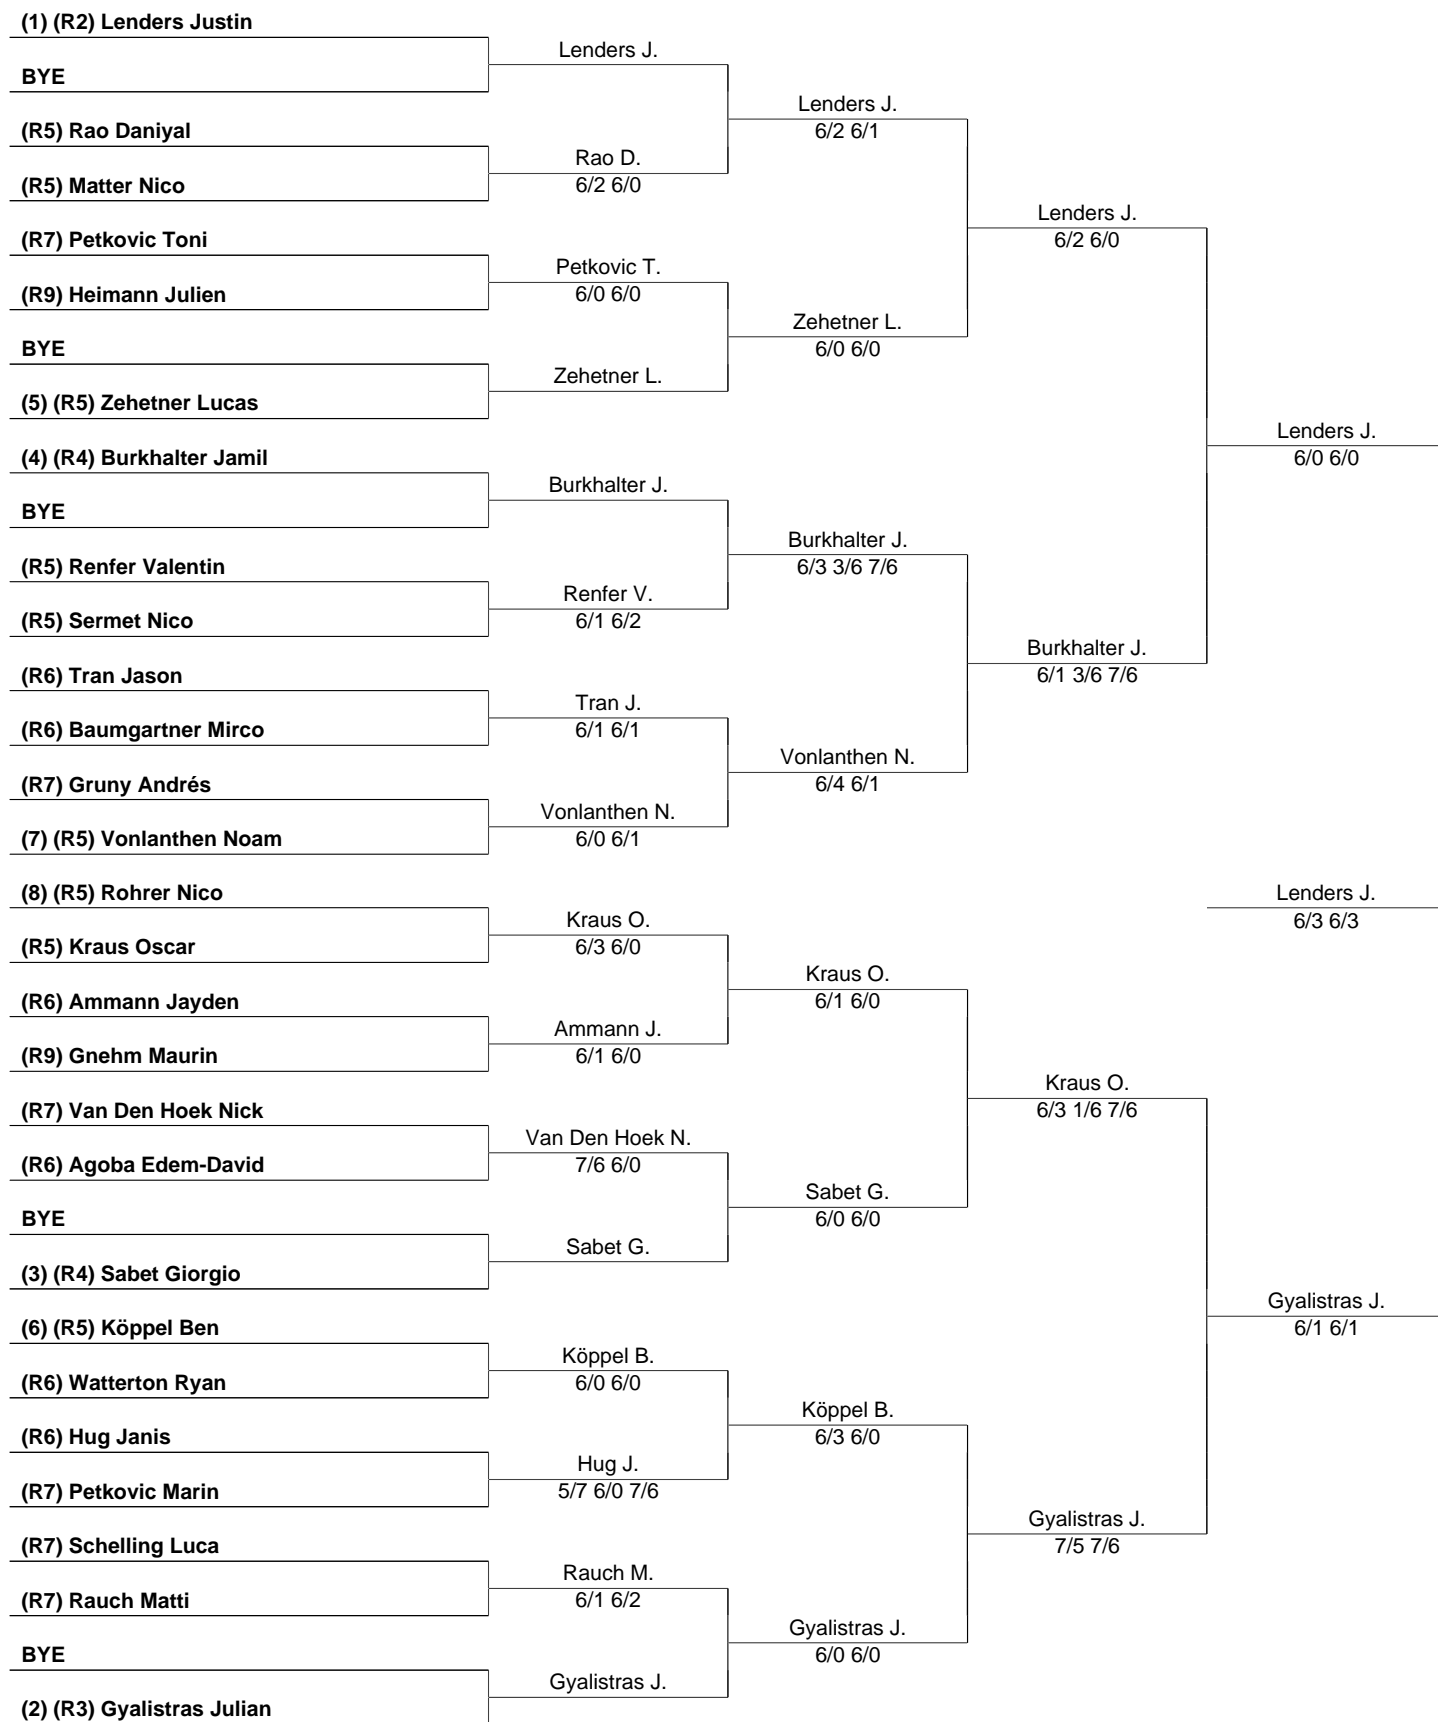 (1) (R2) Lenders Justin
BYE
(R5) Rao Daniyal
(R5) Matter Nico
(R7) Petkovic Toni
(R9) Heimann Julien
BYE
(5) (R5) Zehetner Lucas
(4) (R4) Burkhalter Jamil
BYE
(R5) Renfer Valentin
(R5) Sermet Nico
(R6) Tran Jason
(R6) Baumgartner Mirco
(R7) Gruny Andrés
(7) (R5) Vonlanthen Noam
(8) (R5) Rohrer Nico
(R5) Kraus Oscar
(R6) Ammann Jayden
(R9) Gnehm Maurin
(R7) Van Den Hoek Nick
(R6) Agoba Edem-David
BYE
(3) (R4) Sabet Giorgio
(6) (R5) Köppel Ben
(R6) Watterton Ryan
(R6) Hug Janis
(R7) Petkovic Marin
(R7) Schelling Luca
(R7) Rauch Matti
BYE
(2) (R3) Gyalistras Julian
Lenders J.
Rao D.
6/2 6/0
Petkovic T.
6/0 6/0
Zehetner L.
Burkhalter J.
Renfer V.
6/1 6/2
Tran J.
6/1 6/1
Vonlanthen N.
6/0 6/1
Kraus O.
6/3 6/0
Ammann J.
6/1 6/0
Van Den Hoek N.
7/6 6/0
Sabet G.
Köppel B.
6/0 6/0
Hug J.
5/7 6/0 7/6
Rauch M.
6/1 6/2
Gyalistras J.
Lenders J.
6/2 6/1
Zehetner L.
6/0 6/0
Burkhalter J.
6/3 3/6 7/6
Vonlanthen N.
6/4 6/1
Kraus O.
6/1 6/0
Sabet G.
6/0 6/0
Köppel B.
6/3 6/0
Gyalistras J.
6/0 6/0
Lenders J.
6/2 6/0
Burkhalter J.
6/1 3/6 7/6
Kraus O.
6/3 1/6 7/6
Gyalistras J.
7/5 7/6
Lenders J.
6/0 6/0
Lenders J.
6/3 6/3
Gyalistras J.
6/1 6/1